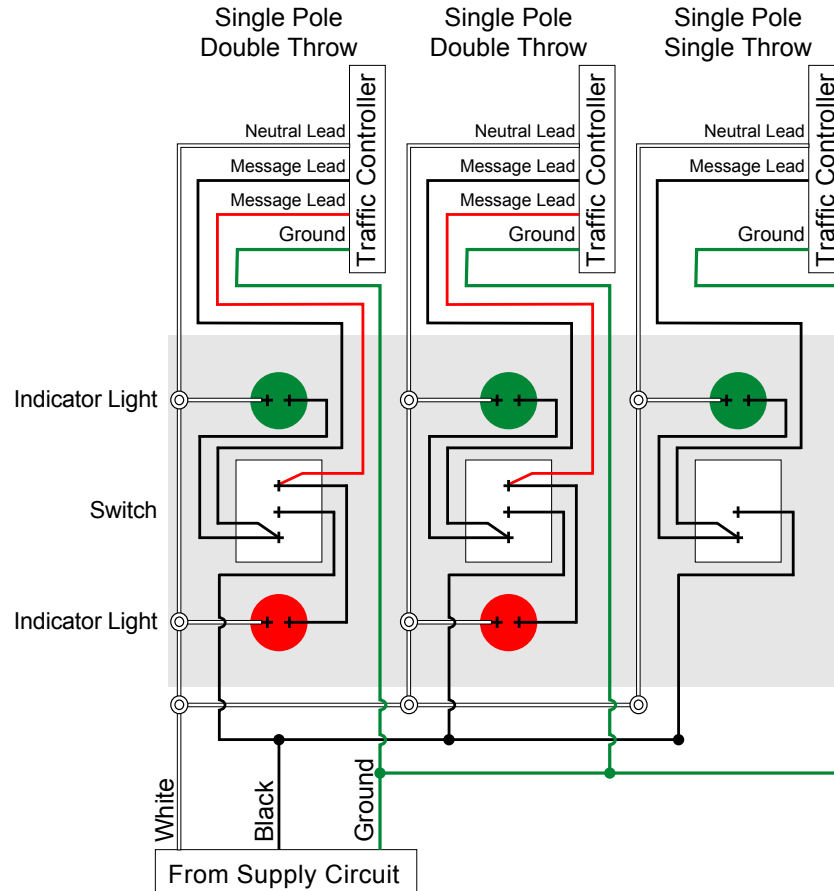 Single Pole
Double Throw
Single Pole
Double Throw
Single Pole
Single Throw
Neutral Lead
Message Lead
Message Lead
Ground
Traffic Controller
Neutral Lead
Message Lead
Message Lead
Ground
Traffic Controller
Neutral Lead
Message Lead
Ground
Traffic Controller
Indicator Light
Switch
Indicator Light
White
Black
Ground
From Supply Circuit